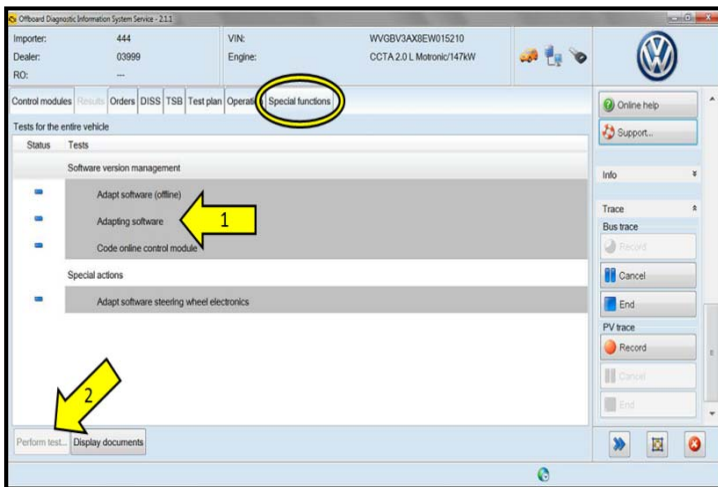 Offboard Diagnostic Information System Service - 2.1.1
Importer: 444 VIN: WVGBV3AX8EW015210
Dealer: 03999 Engine: CCTA 2.0 L Motronic/147kW
RO: ---
Control modules Results Orders DISS TSB Test plan Operation Special functions
Online help
Tests for the entire vehicle
Support...
Status Tests
Software version management
Info
Adapt software (offline)
Trace
Adapting software 1
Bus trace
Code online control module
Record
Special actions
Cancel
Adapt software steering wheel electronics
End
PV trace
Record
Cancel
2
End
Perform test... Display documents